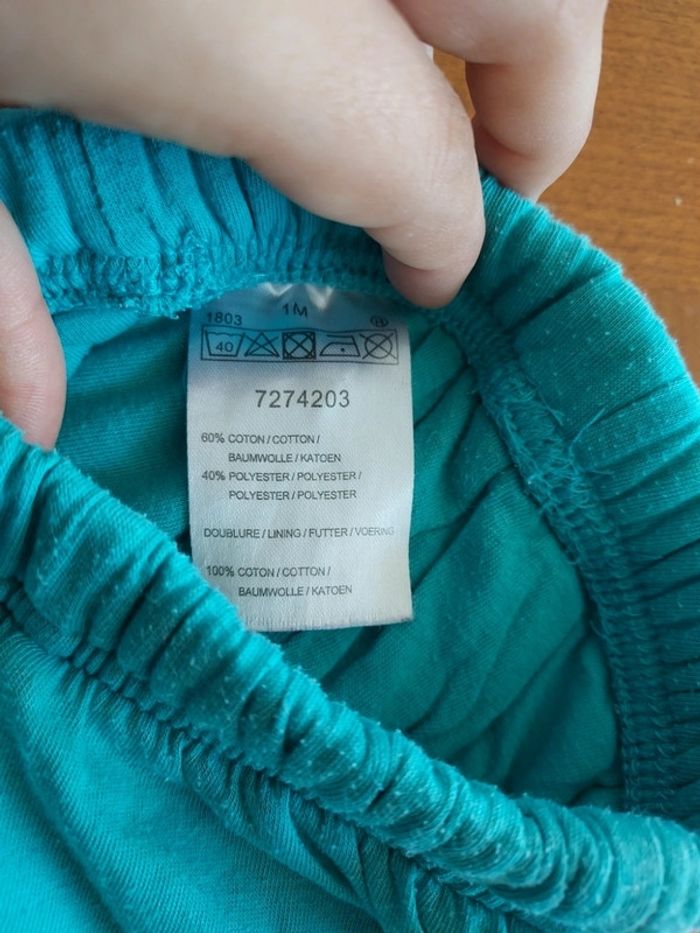 1803 1M
H
40
7274203
60% COTON / COTTON /
BAUMWOLLE / KATOEN
40% POLYESTER / POLYESTER /
POLYESTER / POLYESTER
DOUBLURE / LINING / FUTTER / VOERING
100% COTON / COTTON /
BAUMWOLLE / KATOEN